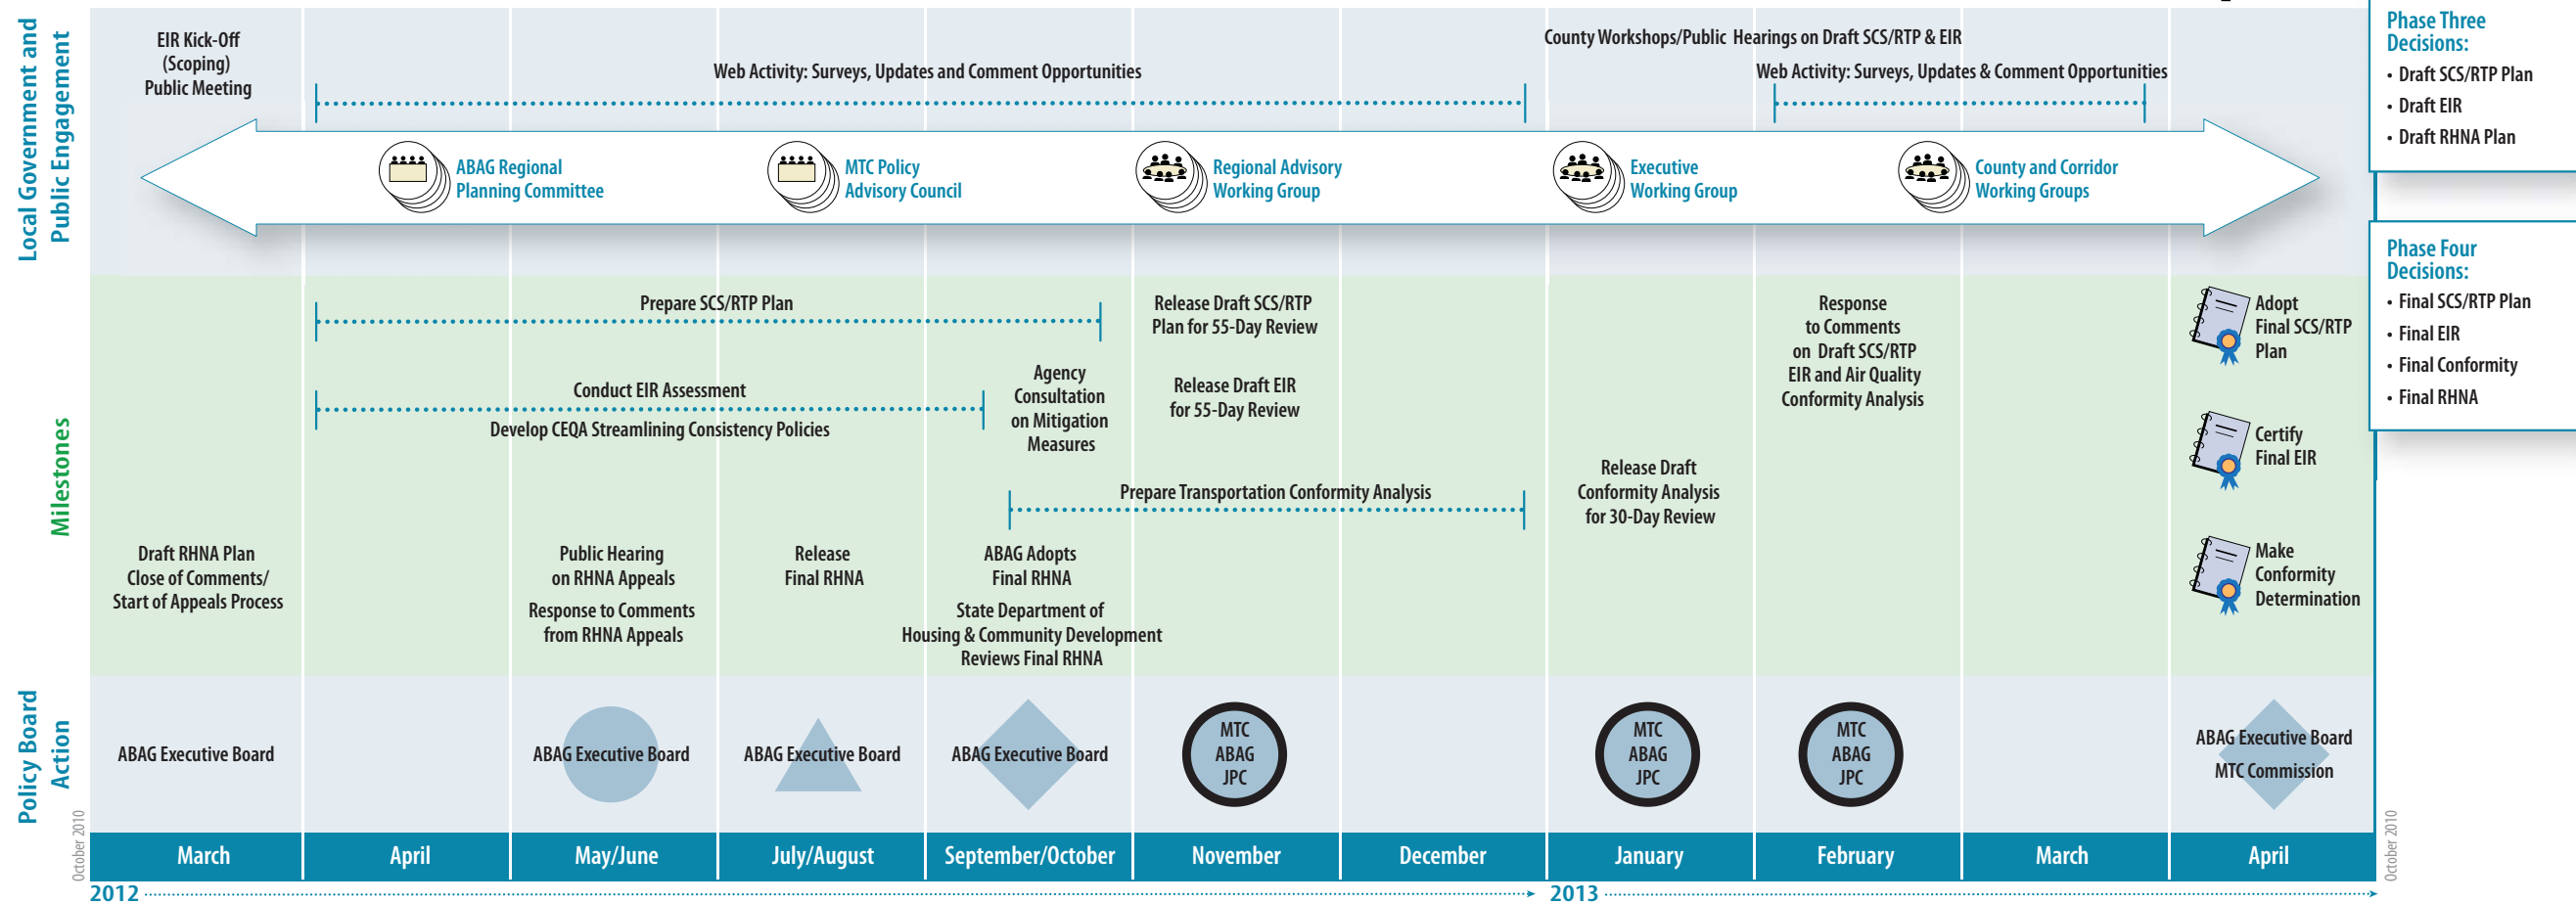 Local Government and
Public Engagement
EIR Kick-Off
(Scoping)
Public Meeting
Web Activity: Surveys, Updates and Comment Opportunities
County Workshops/Public Hearings on Draft SCS/RTP & EIR
Web Activity: Surveys, Updates & Comment Opportunities
ABAG Regional
Planning Committee
MTC Policy
Advisory Council
Regional Advisory
Working Group
Executive
Working Group
County and Corridor
Working Groups
Phase Three
Decisions:
• Draft SCS/RTP Plan
• Draft EIR
• Draft RHNA Plan
Phase Four
Decisions:
• Final SCS/RTP Plan
• Final EIR
• Final Conformity
• Final RHNA
Milestones
Prepare SCS/RTP Plan
Conduct EIR Assessment
Develop CEQA Streamlining Consistency Policies
Agency
Consultation
on Mitigation
Measures
Release Draft SCS/RTP
Plan for 55-Day Review
Release Draft EIR
for 55-Day Review
Prepare Transportation Conformity Analysis
Release Draft
Conformity Analysis
for 30-Day Review
Response
to Comments
on Draft SCS/RTP
EIR and Air Quality
Conformity Analysis
Adopt
Final SCS/RTP
Plan
Certify
Final EIR
Make
Conformity
Determination
Draft RHNA Plan
Close of Comments/
Start of Appeals Process
Public Hearing
on RHNA Appeals
Response to Comments
from RHNA Appeals
Release
Final RHNA
ABAG Adopts
Final RHNA
State Department of
Housing & Community Development
Reviews Final RHNA
Policy Board
Action
ABAG Executive Board
ABAG Executive Board
ABAG Executive Board
ABAG Executive Board
MTC
ABAG
JPC
MTC
ABAG
JPC
MTC
ABAG
JPC
ABAG Executive Board
MTC Commission
October 2010
March
April
May/June
July/August
September/October
November
December
January
February
March
April
October 2010
2012
2013